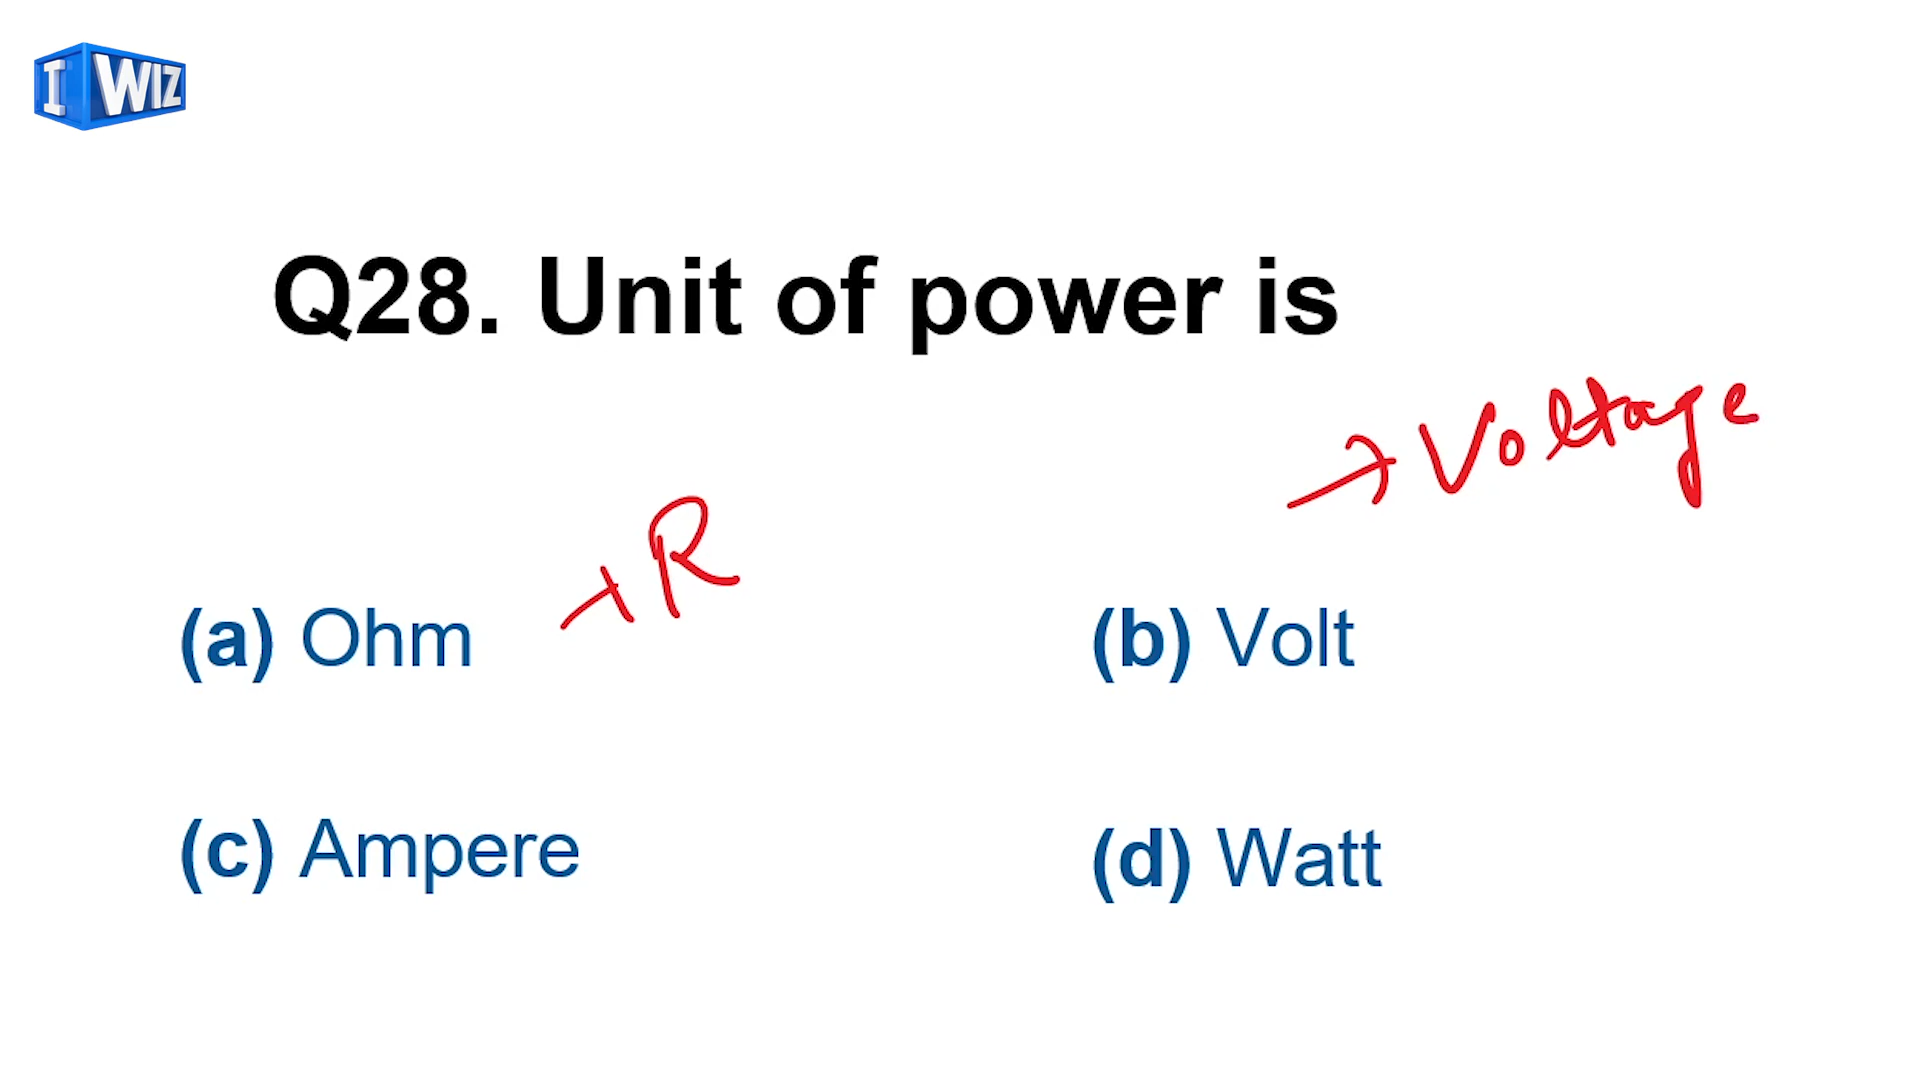 I WIZ
Q28. Unit of power is
→ Voltage
→ R
(a) Ohm
(b) Volt
(c) Ampere
(d) Watt